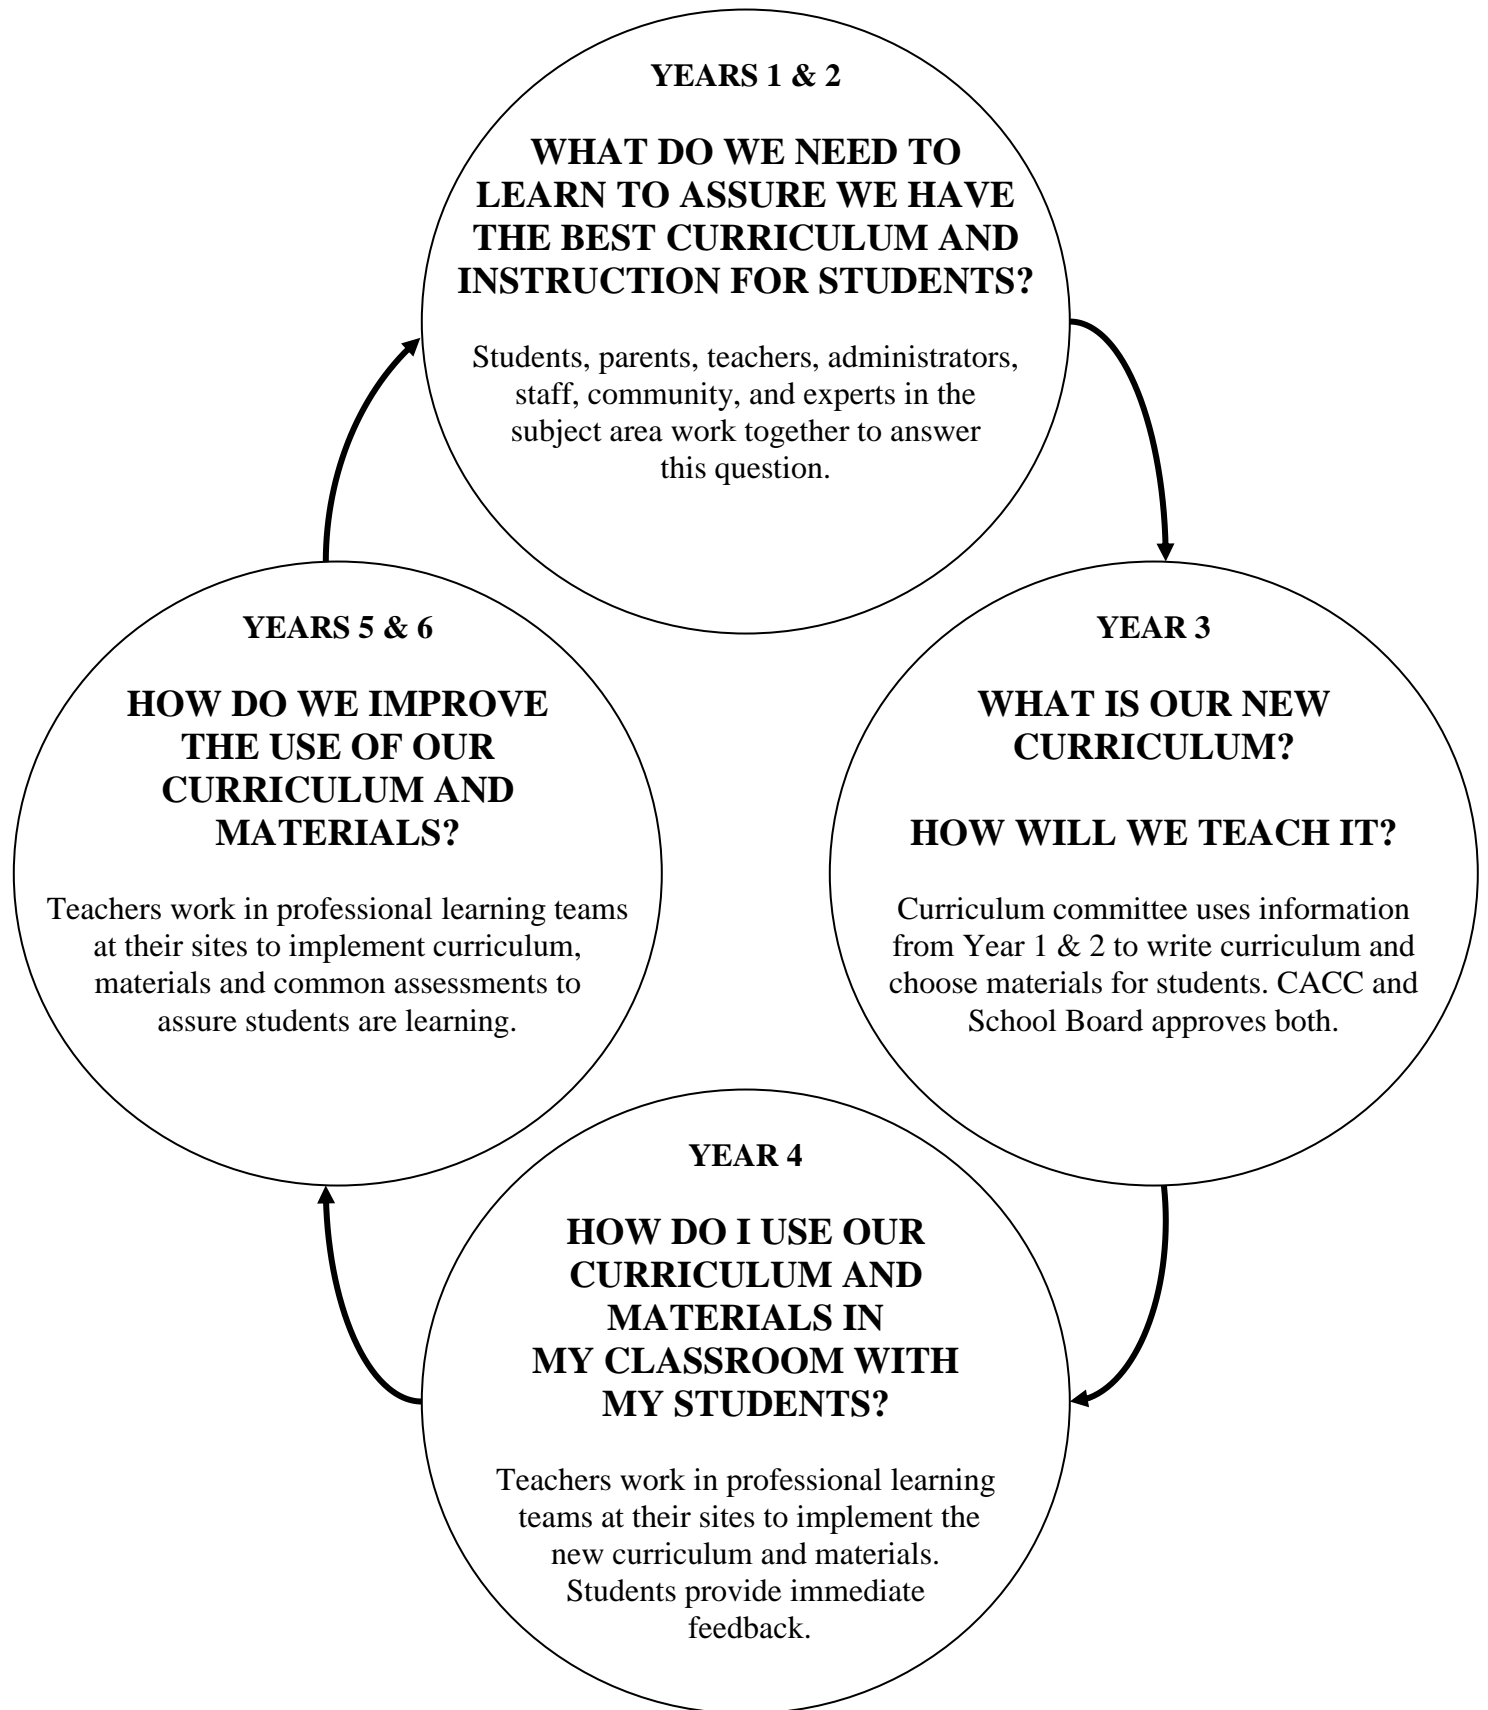 YEARS 1 & 2
WHAT DO WE NEED TO
LEARN TO ASSURE WE HAVE
THE BEST CURRICULUM AND
INSTRUCTION FOR STUDENTS?
Students, parents, teachers, administrators,
staff, community, and experts in the
subject area work together to answer
this question.
YEAR 3
WHAT IS OUR NEW
CURRICULUM?
HOW WILL WE TEACH IT?
Curriculum committee uses information
from Year 1 & 2 to write curriculum and
choose materials for students. CACC and
School Board approves both.
YEAR 4
HOW DO I USE OUR
CURRICULUM AND
MATERIALS IN
MY CLASSROOM WITH
MY STUDENTS?
Teachers work in professional learning
teams at their sites to implement the
new curriculum and materials.
Students provide immediate
feedback.
YEARS 5 & 6
HOW DO WE IMPROVE
THE USE OF OUR
CURRICULUM AND
MATERIALS?
Teachers work in professional learning teams
at their sites to implement curriculum,
materials and common assessments to
assure students are learning.